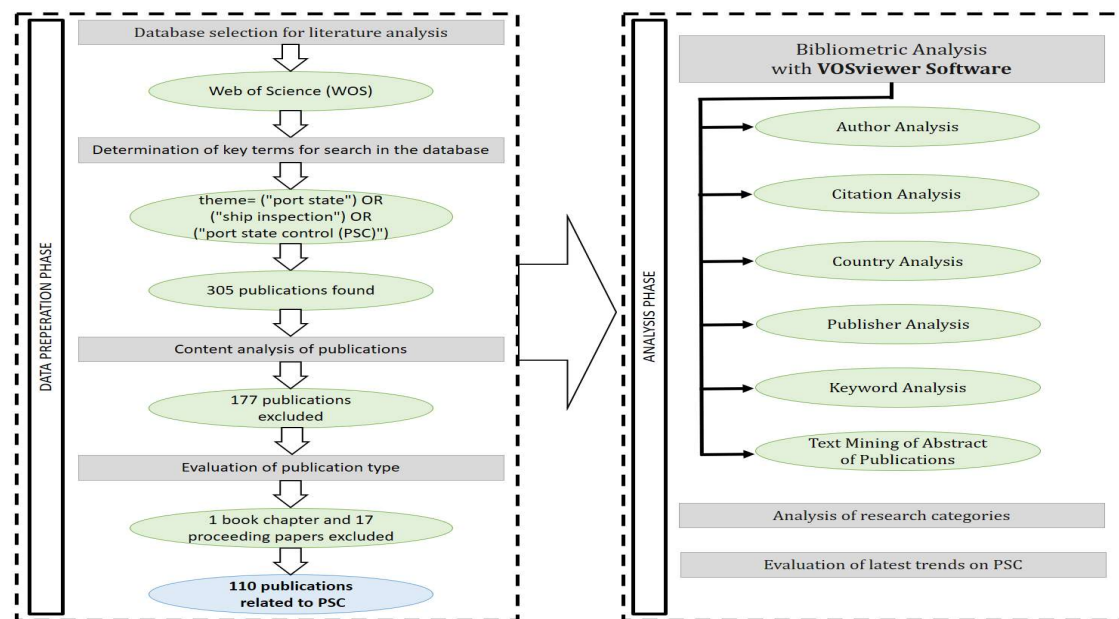 DATA PREPERATION PHASE
Database selection for literature analysis
Web of Science (WOS)
Determination of key terms for search in the database
theme= ("port state") OR
("ship inspection") OR
("port state control (PSC)")
305 publications found
Content analysis of publications
177 publications
excluded
Evaluation of publication type
1 book chapter and 17
proceeding papers excluded
110 publications
related to PSC
ANALYSIS PHASE
Bibliometric Analysis
with VOSviewer Software
Author Analysis
Citation Analysis
Country Analysis
Publisher Analysis
Keyword Analysis
Text Mining of Abstract
of Publications
Analysis of research categories
Evaluation of latest trends on PSC